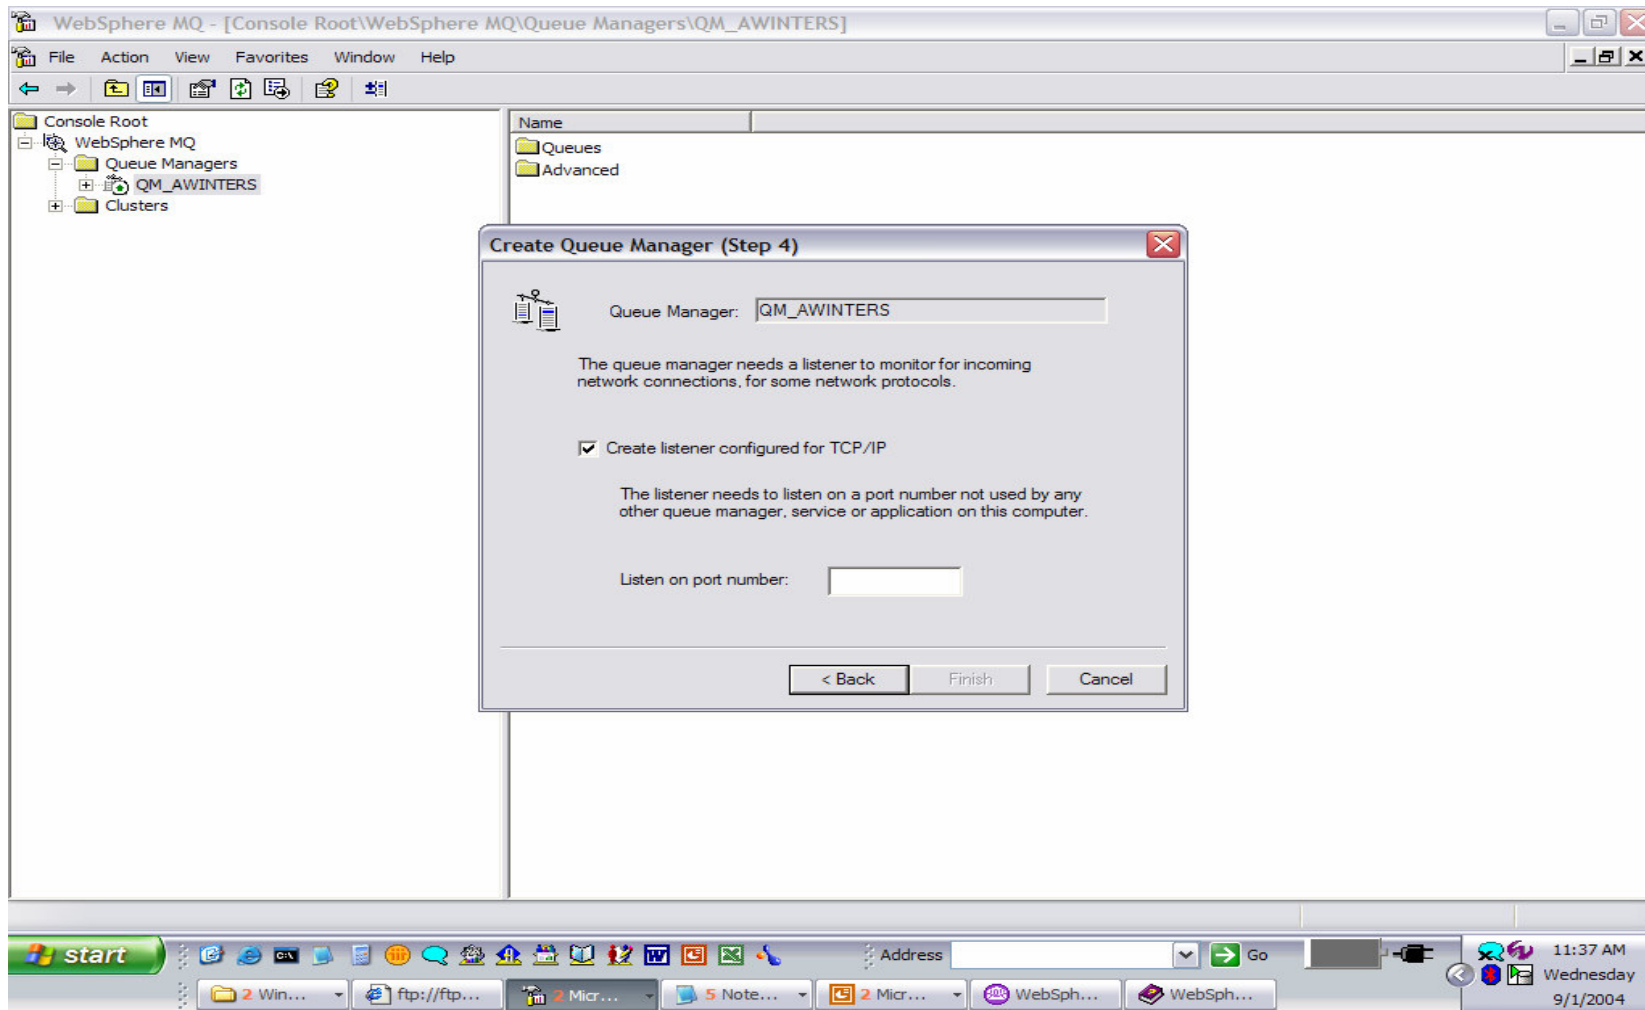 WebSphere MQ - [Console Root\WebSphere MQ\Queue Managers\QM_AWINTERS]
File Action View Favorites Window Help
Console Root
WebSphere MQ
Queue Managers
QM_AWINTERS
Clusters
Name
Queues
Advanced
Create Queue Manager (Step 4)
Queue Manager: QM_AWINTERS
The queue manager needs a listener to monitor for incoming
network connections, for some network protocols.
Create listener configured for TCP/IP
The listener needs to listen on a port number not used by any
other queue manager, service or application on this computer.
Listen on port number:
< Back Finish Cancel
start Address Go 11:37 AM
Wednesday
9/1/2004
2 Win... ftp://ftp... 2 Micr... 5 Note... 2 Micr... WebSph... WebSph...